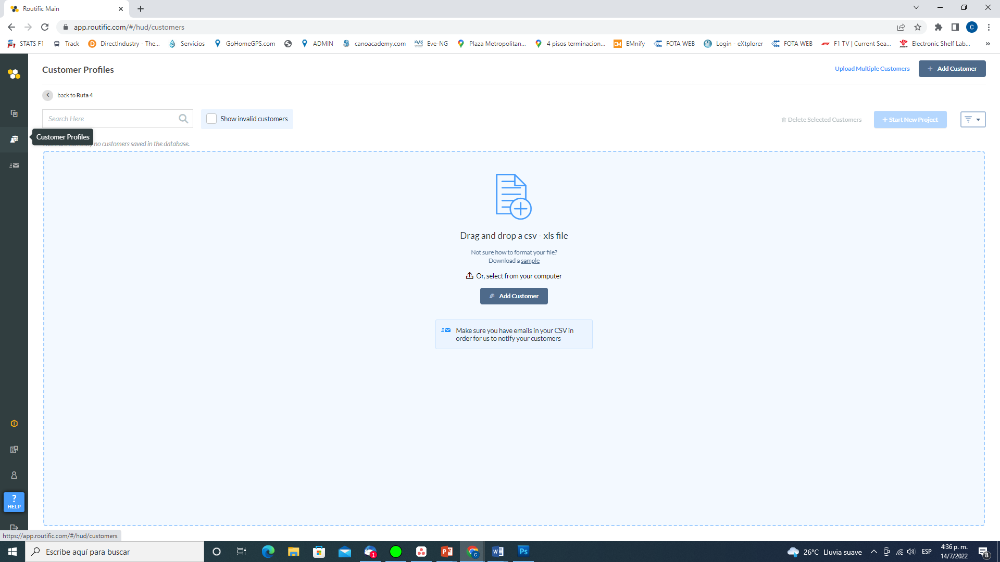 Routific Main
app.routific.com/#/hud/customers
STATS F1
Track
DirectIndustry - The...
Servicios
GoHomeGPS.com
ADMIN
canoacademy.com
Eve-NG
Plaza Metropolitan...
4 pisos terminacion...
EMnify
FOTA WEB
Login - eXtplorer
FOTA WEB
F1 TV | Current Sea...
Electronic Shelf Lab...
Customer Profiles
Upload Multiple Customers
+ Add Customer
back to Ruta 4
Search Here
Show invalid customers
Delete Selected Customers
+ Start New Project
Customer Profiles
no customers saved in the database.
Drag and drop a csv - xls file
Not sure how to format your file?
Download a sample
Or, select from your computer
Add Customer
Make sure you have emails in your CSV in
order for us to notify your customers
?
HELP
https://app.routific.com/#/hud/customers
Escribe aquí para buscar
26°C Lluvia suave
ESP
4:36 p. m.
14/7/2022
8